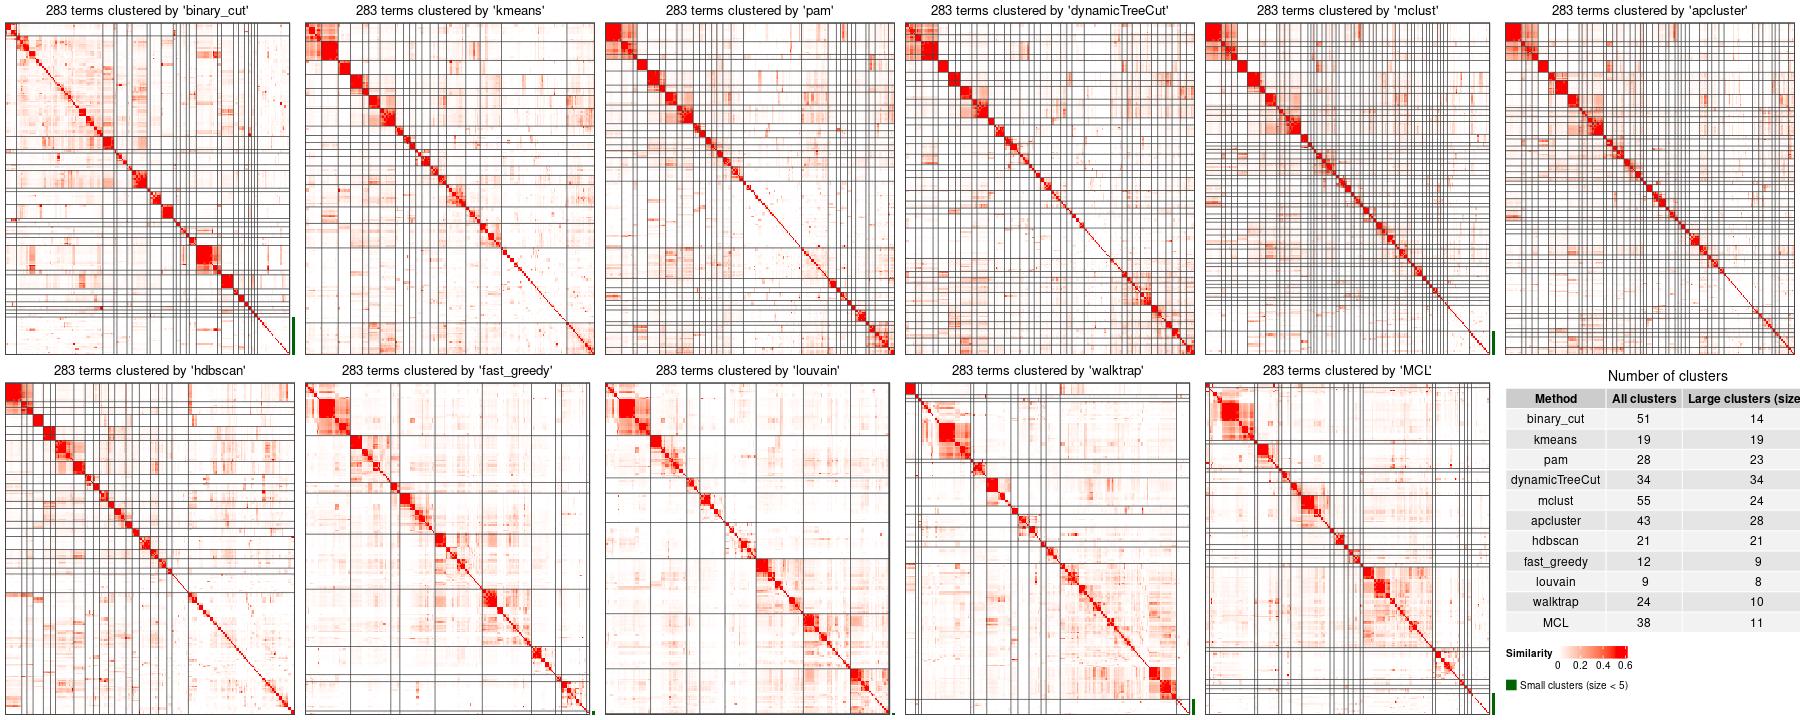 283 terms clustered by 'binary_cut'
283 terms clustered by 'kmeans'
283 terms clustered by 'pam'
283 terms clustered by 'dynamicTreeCut'
283 terms clustered by 'mclust'
283 terms clustered by 'apcluster'
283 terms clustered by 'hdbscan'
283 terms clustered by 'fast_greedy'
283 terms clustered by 'louvain'
283 terms clustered by 'walktrap'
283 terms clustered by 'MCL'
Number of clusters
Method All clusters Large clusters (size
binary_cut 51 14
kmeans 19 19
pam 28 23
dynamicTreeCut 34 34
mclust 55 24
apcluster 43 28
hdbscan 21 21
fast_greedy 12 9
louvain 9 8
walktrap 24 10
MCL 38 11
Similarity
0 0.2 0.4 0.6
Small clusters (size < 5)